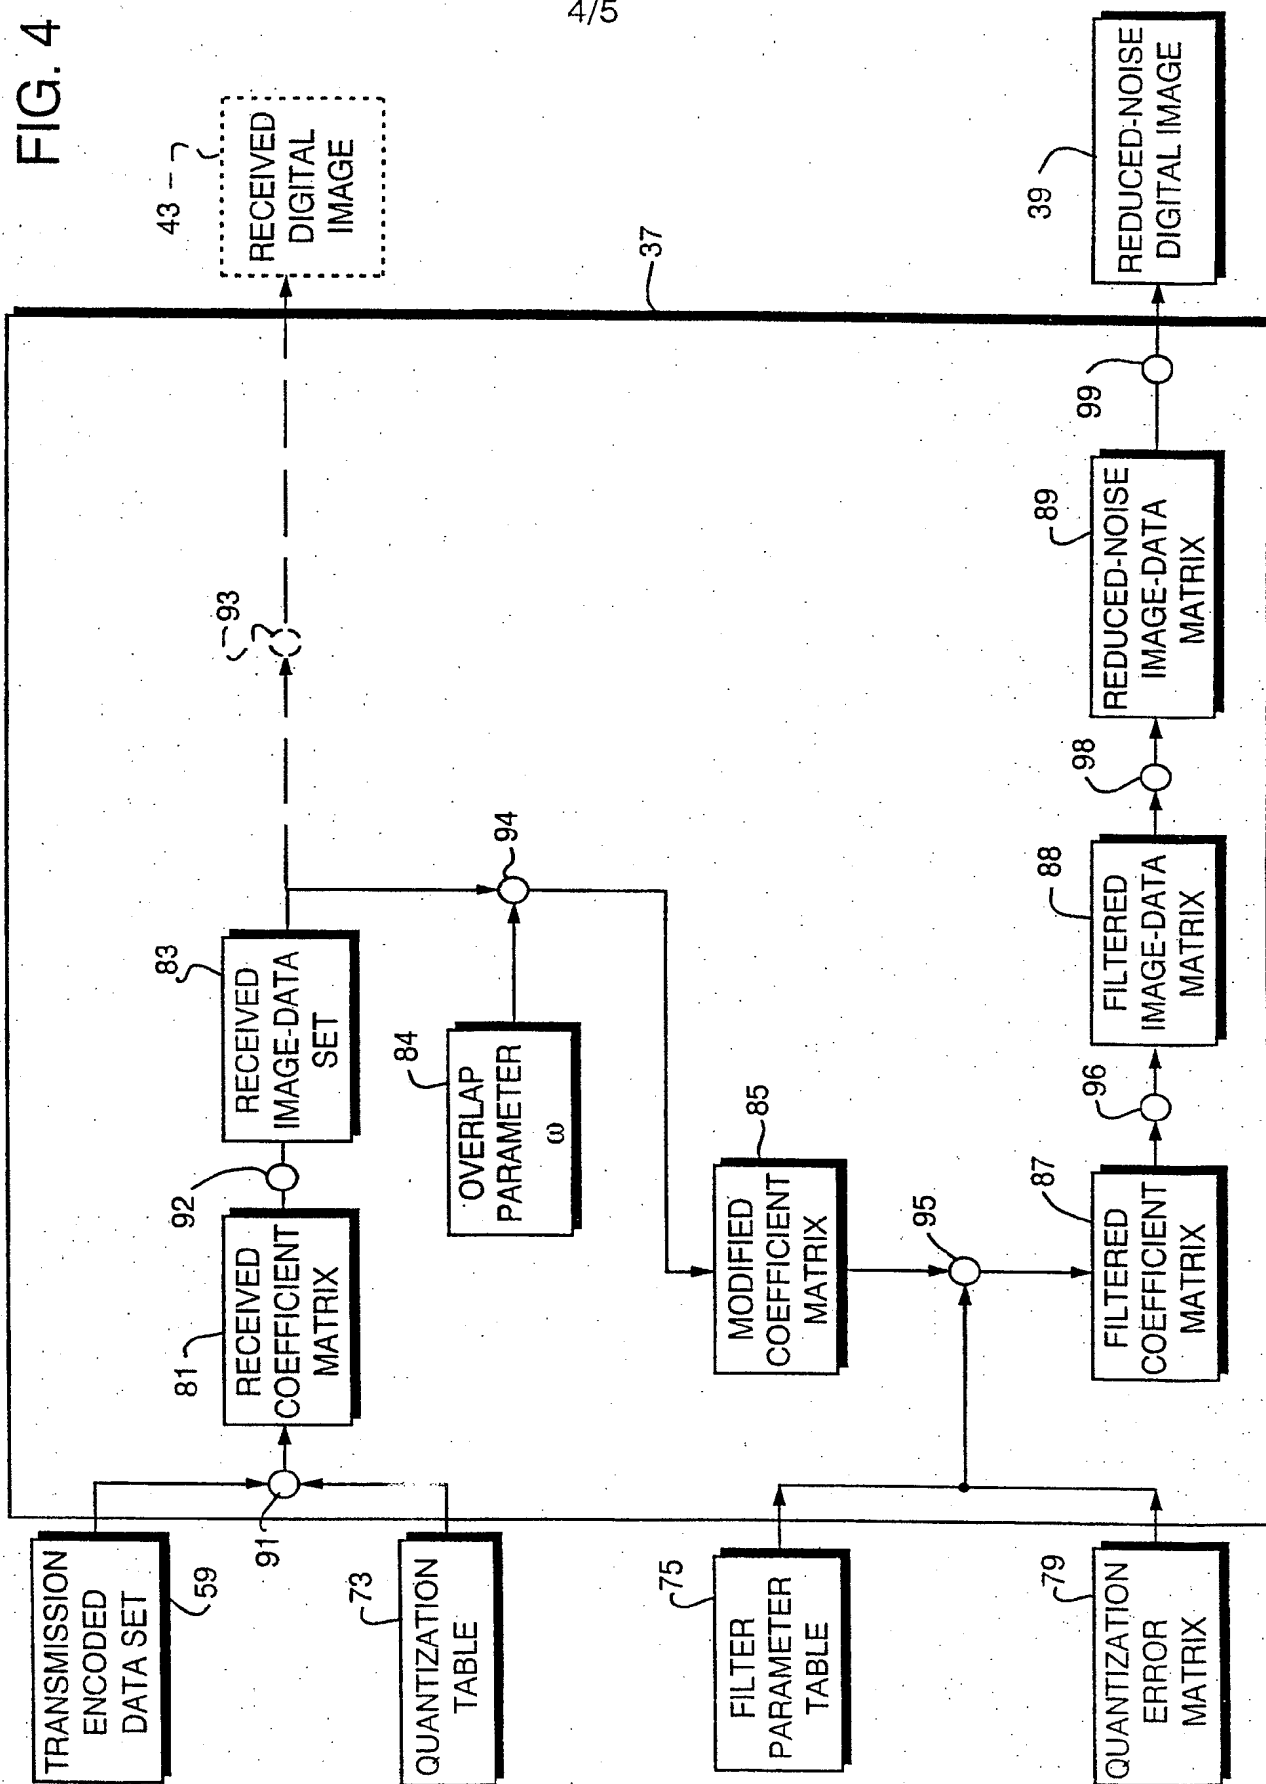 4/5
FIG. 4
TRANSMISSION
ENCODED
DATA SET
59
QUANTIZATION
TABLE
73
FILTER
PARAMETER
TABLE
75
QUANTIZATION
ERROR
MATRIX
79
91
RECEIVED
COEFFICIENT
MATRIX
81
92
RECEIVED
IMAGE-DATA
SET
83
OVERLAP
PARAMETER
ω
84
94
93
RECEIVED
DIGITAL
IMAGE
43
37
MODIFIED
COEFFICIENT
MATRIX
85
95
FILTERED
COEFFICIENT
MATRIX
87
96
FILTERED
IMAGE-DATA
MATRIX
88
98
REDUCED-NOISE
IMAGE-DATA
MATRIX
89
99
REDUCED-NOISE
DIGITAL IMAGE
39